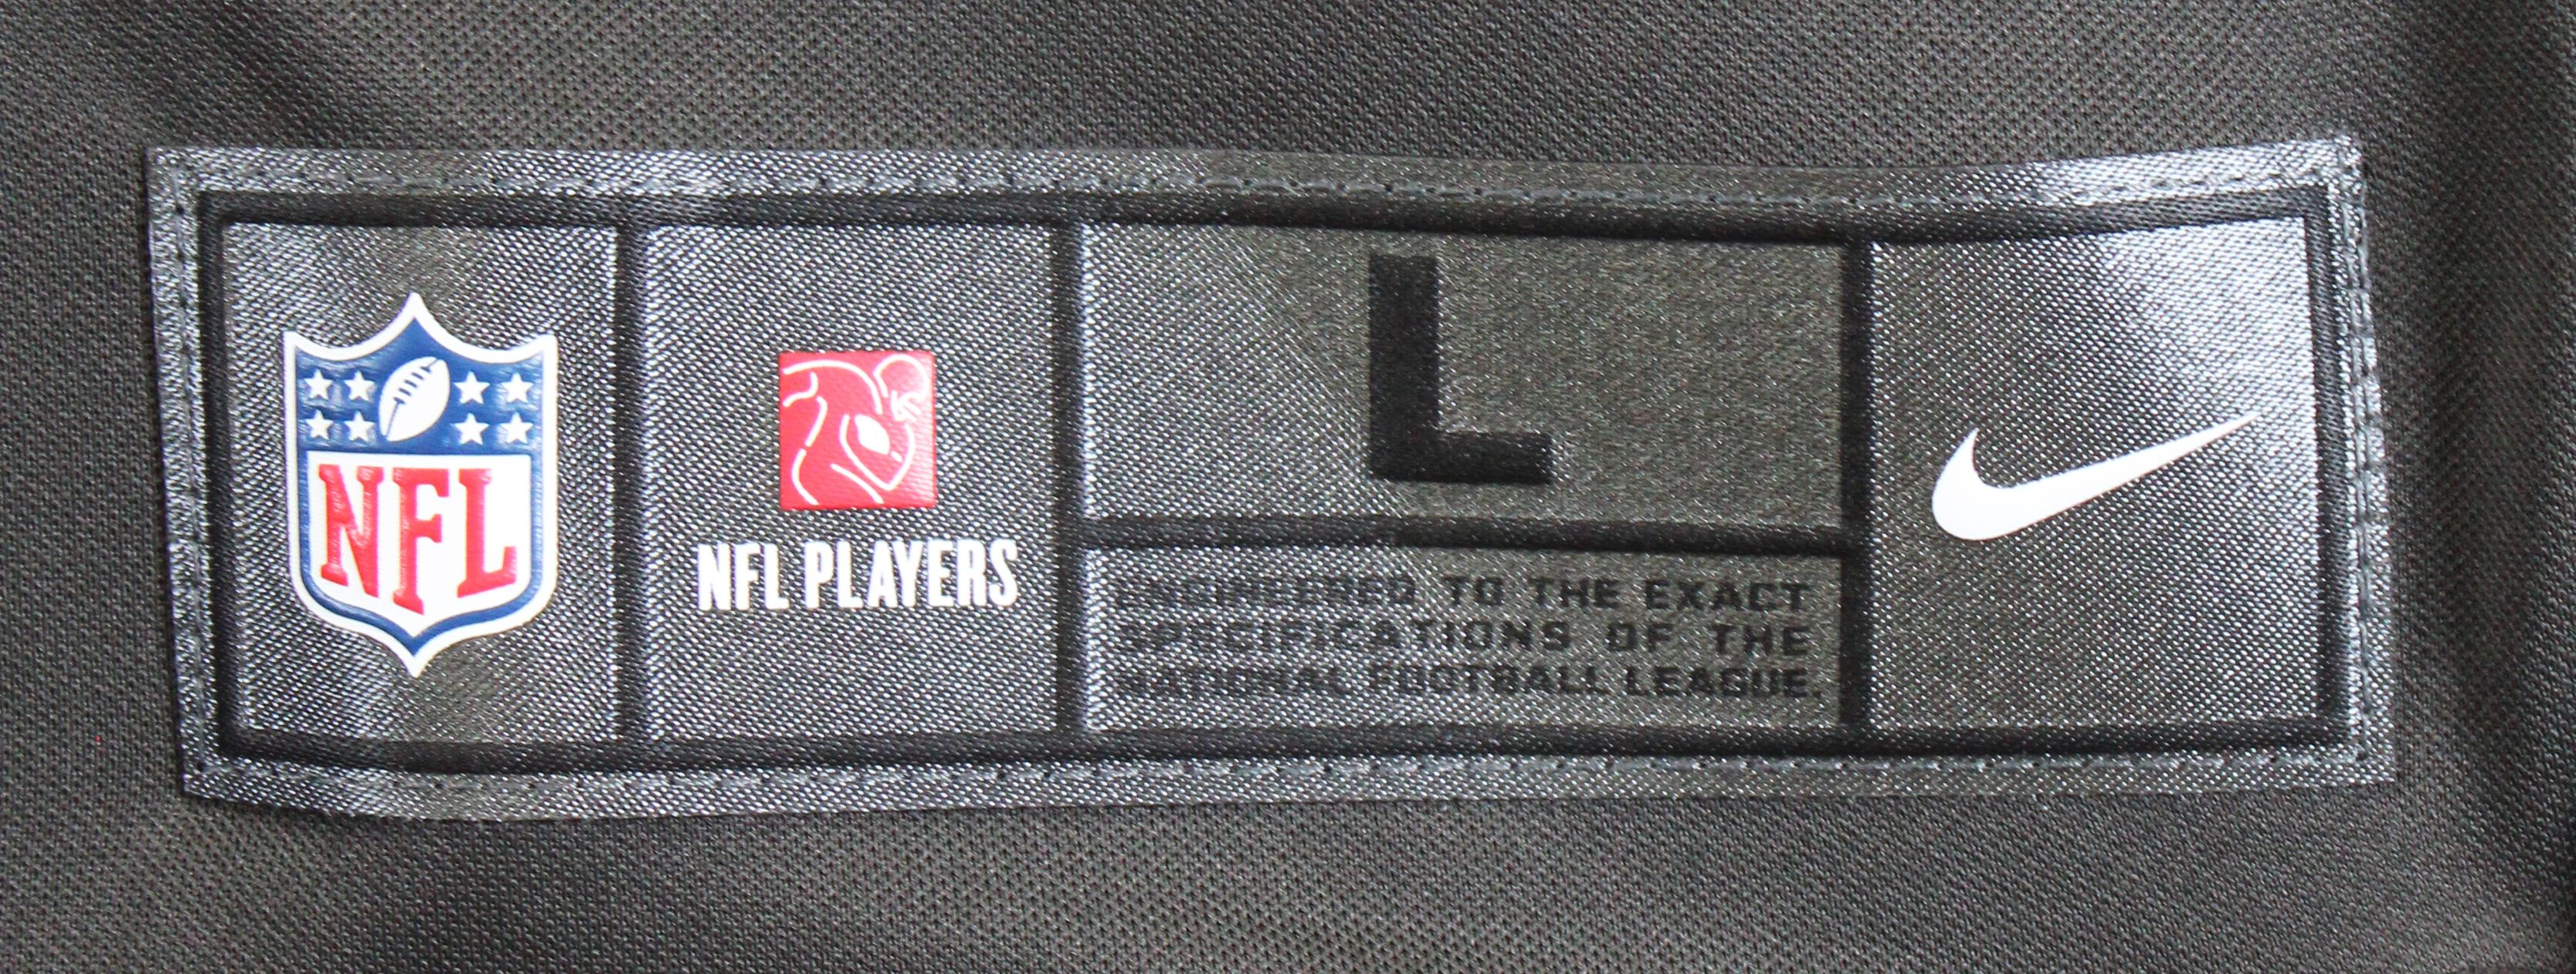 NFL
NFL PLAYERS
L
ENGINEERED TO THE EXACT
SPECIFICATIONS OF THE
NATIONAL FOOTBALL LEAGUE.